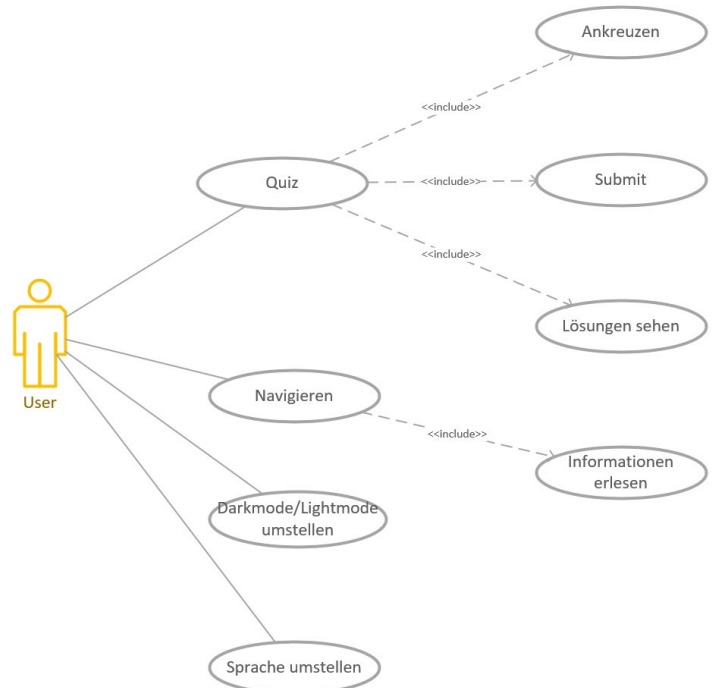 Ankreuzen
<<include>>
Quiz
<<include>>
Submit
<<include>>
Lösungen sehen
User
Navigieren
<<include>>
Informationen
erlesen
Darkmode/Lightmode
umstellen
Sprache umstellen